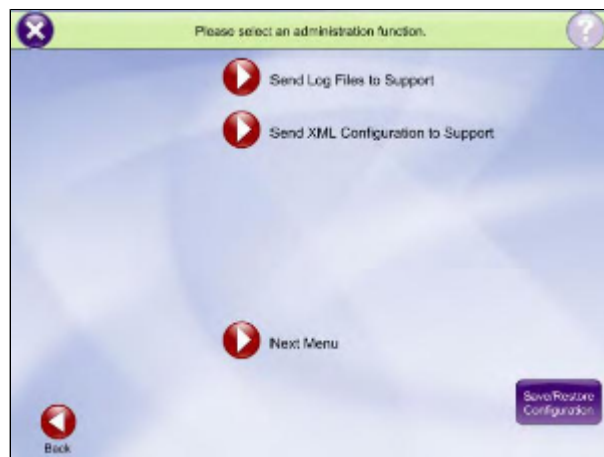 Please select an administration function.
?
Send Log Files to Support
Send XML Configuration to Support
Next Menu
Save/Restore
Configuration
Back